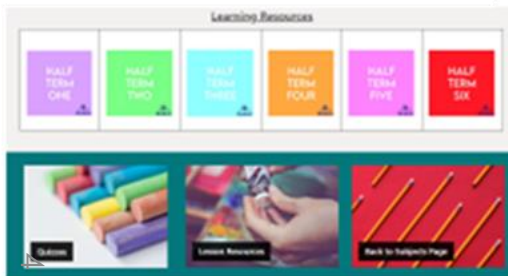 Learning Resources
HALF
TERM
ONE
HALF
TERM
TWO
HALF
TERM
THREE
HALF
TERM
FOUR
HALF
TERM
FIVE
HALF
TERM
SIX
Quizzes
Lesson Resources
Back to Subjects Page